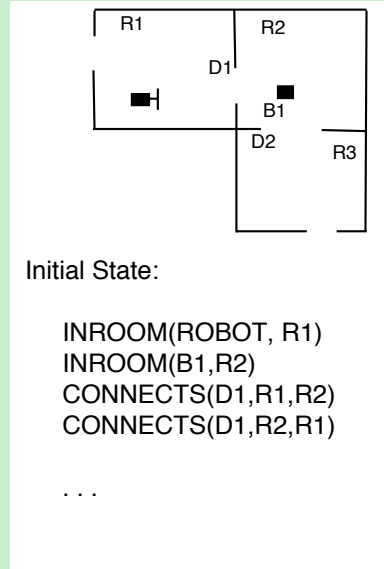 R1
R2
D1
B1
D2
R3
Initial State:
INROOM(ROBOT, R1)
INROOM(B1,R2)
CONNECTS(D1,R1,R2)
CONNECTS(D1,R2,R1)
. . .